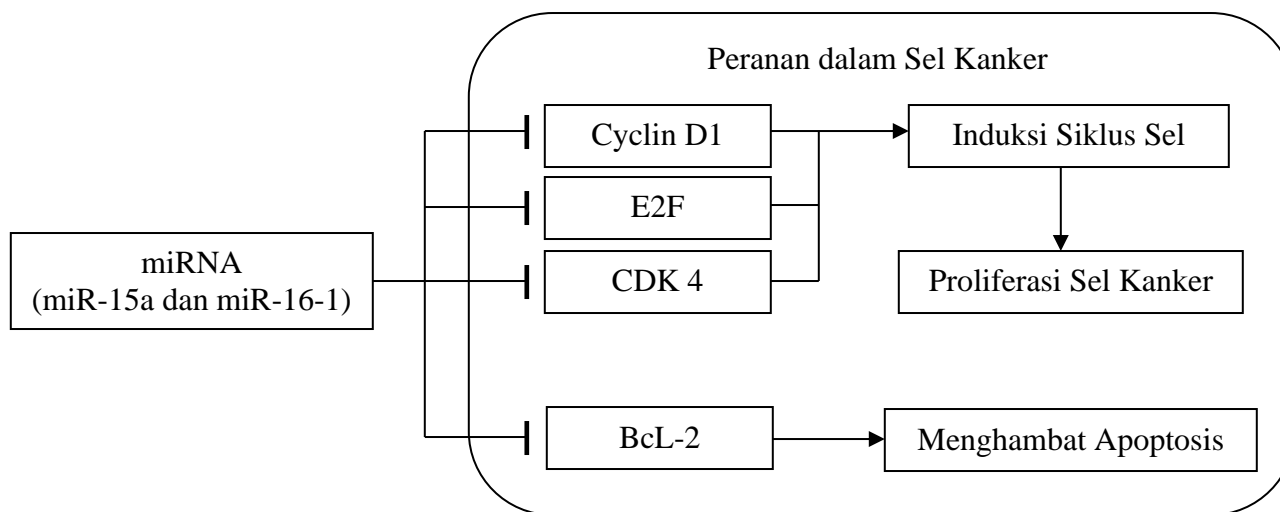 Peranan dalam Sel Kanker
Cyclin D1
Induksi Siklus Sel
E2F
miRNA
(miR-15a dan miR-16-1)
CDK 4
Proliferasi Sel Kanker
BcL-2
Menghambat Apoptosis